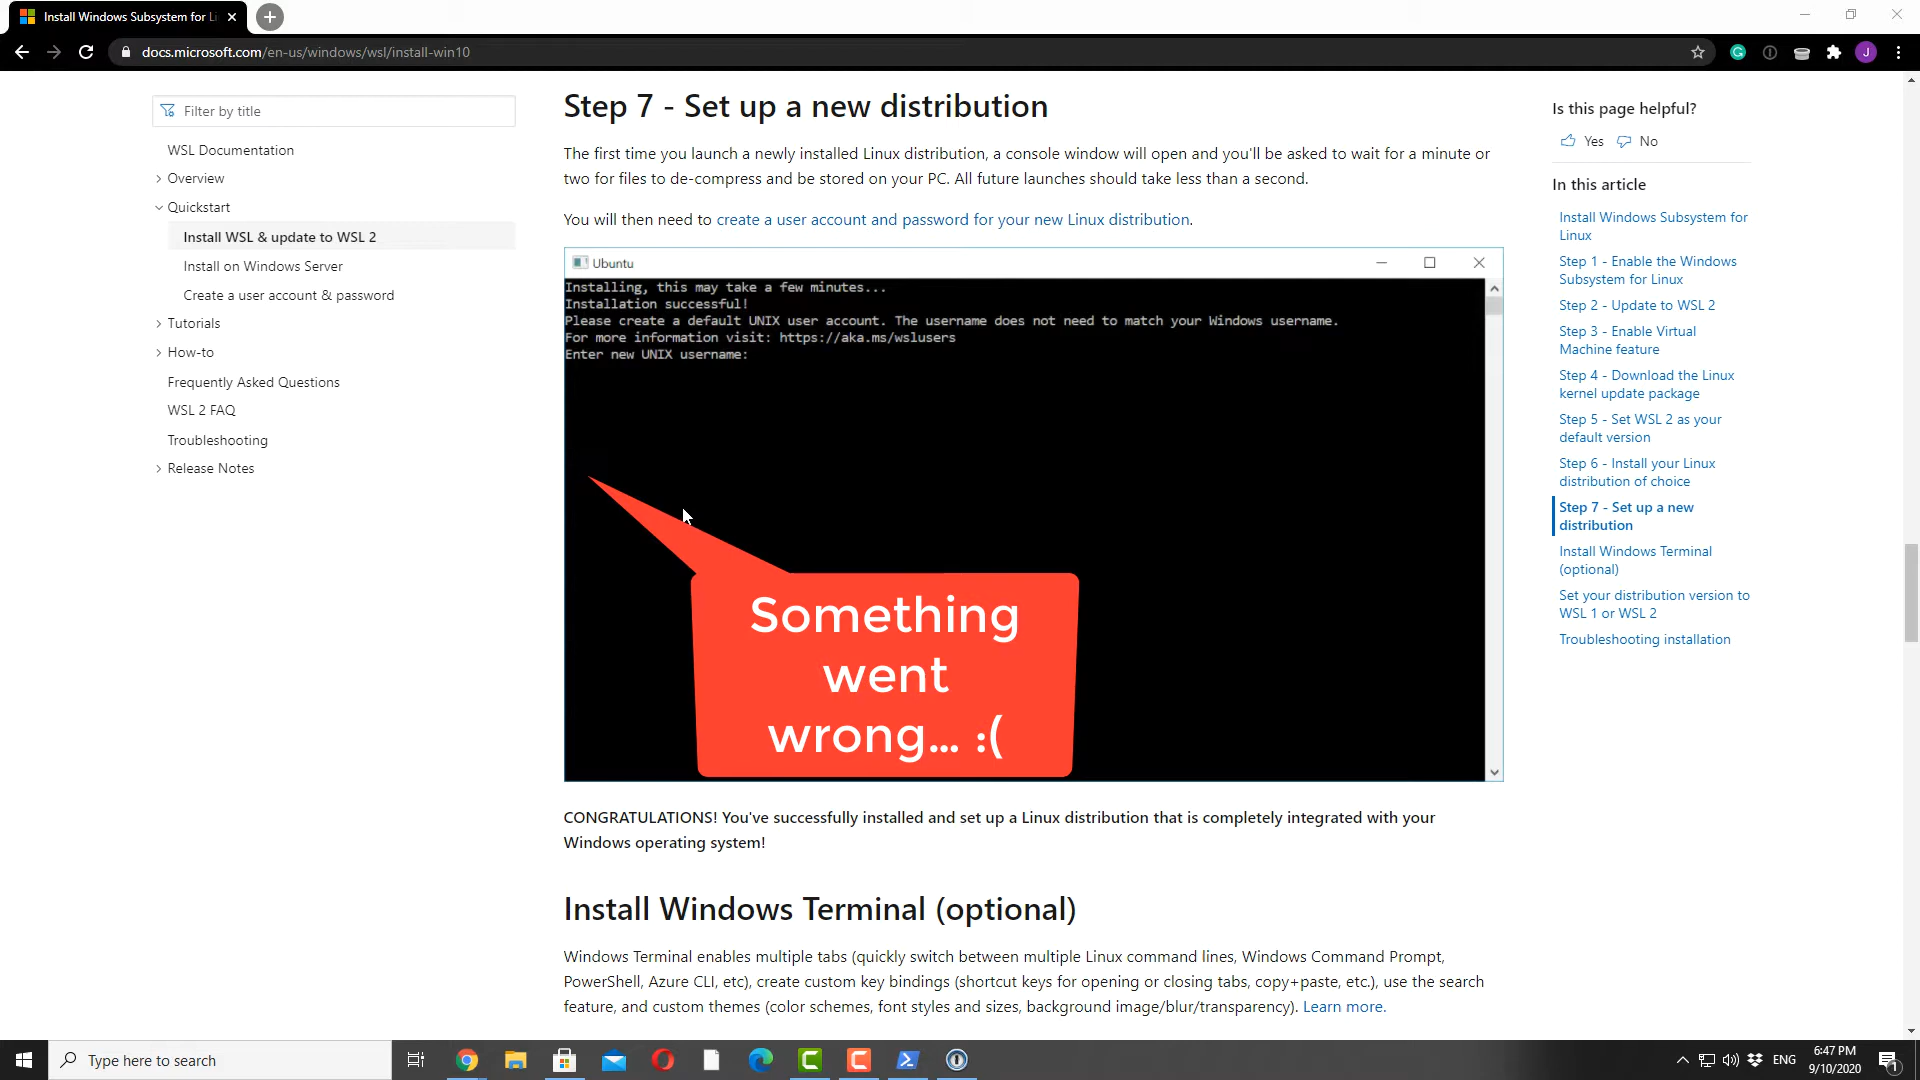 Install Windows Subsystem for Li
docs.microsoft.com/en-us/windows/wsl/install-win10
J
Filter by title
WSL Documentation
Overview
Quickstart
Install WSL & update to WSL 2
Install on Windows Server
Create a user account & password
Tutorials
How-to
Frequently Asked Questions
WSL 2 FAQ
Troubleshooting
Release Notes
Step 7 - Set up a new distribution
The first time you launch a newly installed Linux distribution, a console window will open and you'll be asked to wait for a minute or
two for files to de-compress and be stored on your PC. All future launches should take less than a second.
You will then need to create a user account and password for your new Linux distribution.
Ubuntu
Installing, this may take a few minutes...
Installation successful!
Please create a default UNIX user account. The username does not need to match your Windows username.
For more information visit: https://aka.ms/wslusers
Enter new UNIX username:
Something
went
wrong... :(
CONGRATULATIONS! You've successfully installed and set up a Linux distribution that is completely integrated with your
Windows operating system!
Install Windows Terminal (optional)
Windows Terminal enables multiple tabs (quickly switch between multiple Linux command lines, Windows Command Prompt,
PowerShell, Azure CLI, etc), create custom key bindings (shortcut keys for opening or closing tabs, copy+paste, etc.), use the search
feature, and custom themes (color schemes, font styles and sizes, background image/blur/transparency). Learn more.
Is this page helpful?
Yes No
In this article
Install Windows Subsystem for
Linux
Step 1 - Enable the Windows
Subsystem for Linux
Step 2 - Update to WSL 2
Step 3 - Enable Virtual
Machine feature
Step 4 - Download the Linux
kernel update package
Step 5 - Set WSL 2 as your
default version
Step 6 - Install your Linux
distribution of choice
Step 7 - Set up a new
distribution
Install Windows Terminal
(optional)
Set your distribution version to
WSL 1 or WSL 2
Troubleshooting installation
Type here to search
ENG
6:47 PM
9/10/2020
1